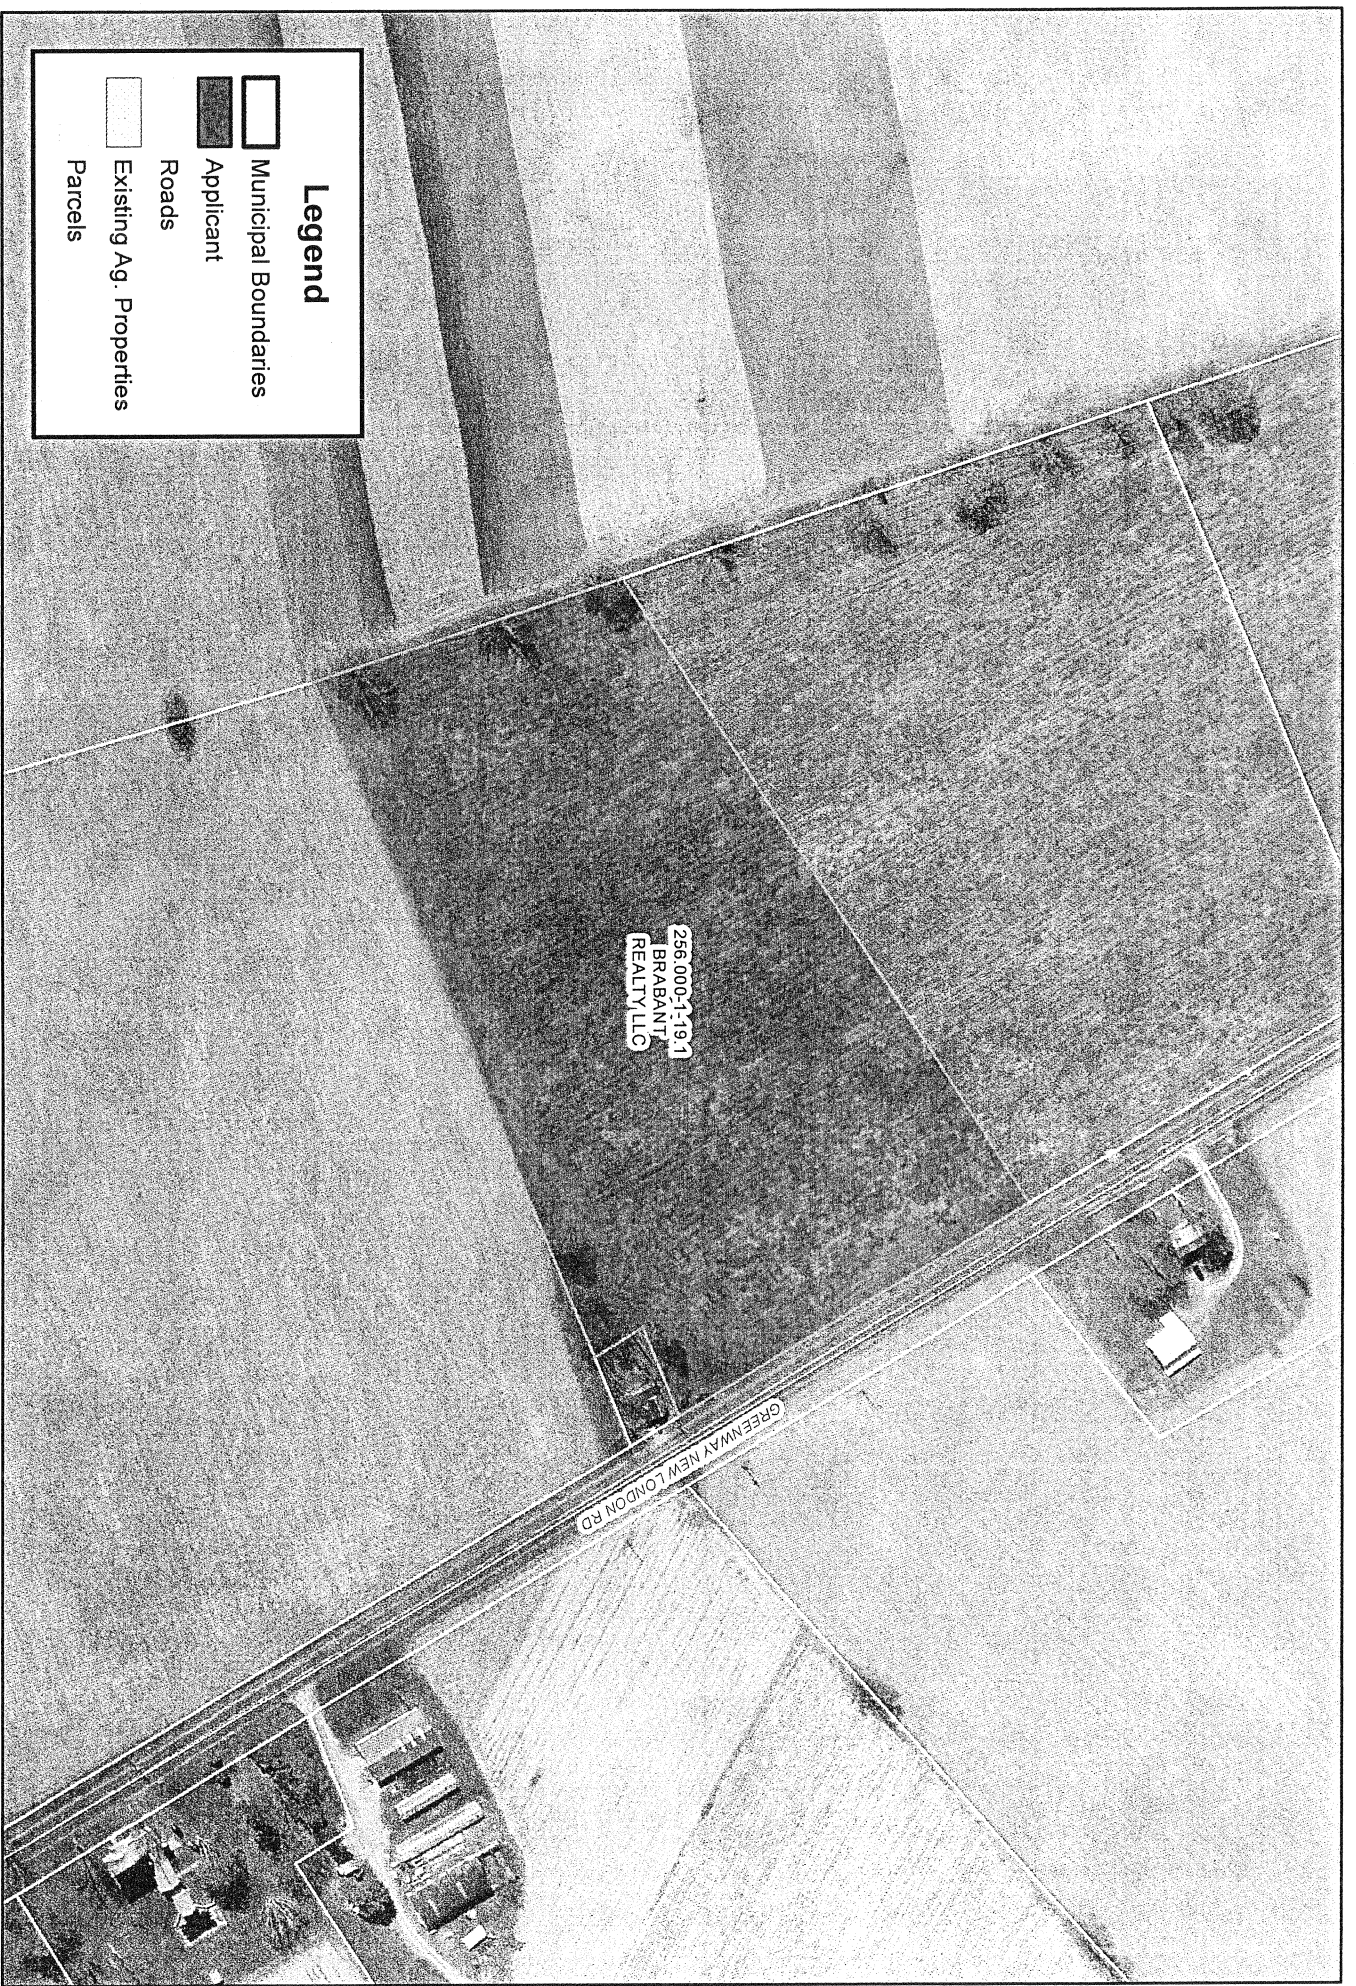 Legend
Municipal Boundaries
Applicant
Roads
Existing Ag. Properties
Parcels
256.000-1-19.1
BRABANT
REALTY,LLC
GREENWAY NEW LONDON RD